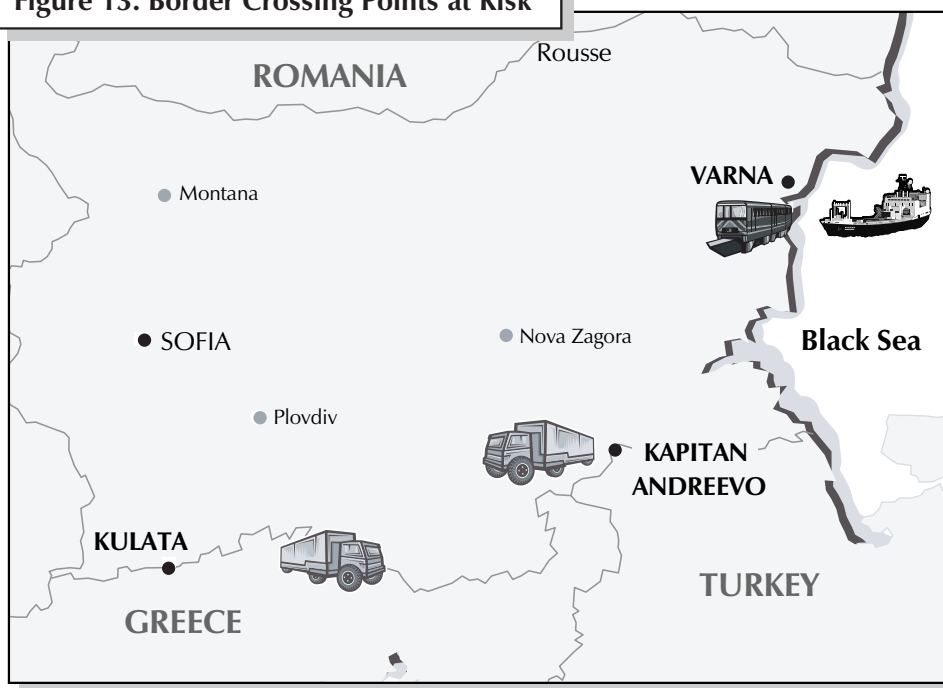 Figure 13. Border Crossing Points at Risk
Rousse
ROMANIA
VARNA
Montana
SOFIA
Nova Zagora
Black Sea
Plovdiv
KAPITAN
ANDREEVO
KULATA
TURKEY
GREECE